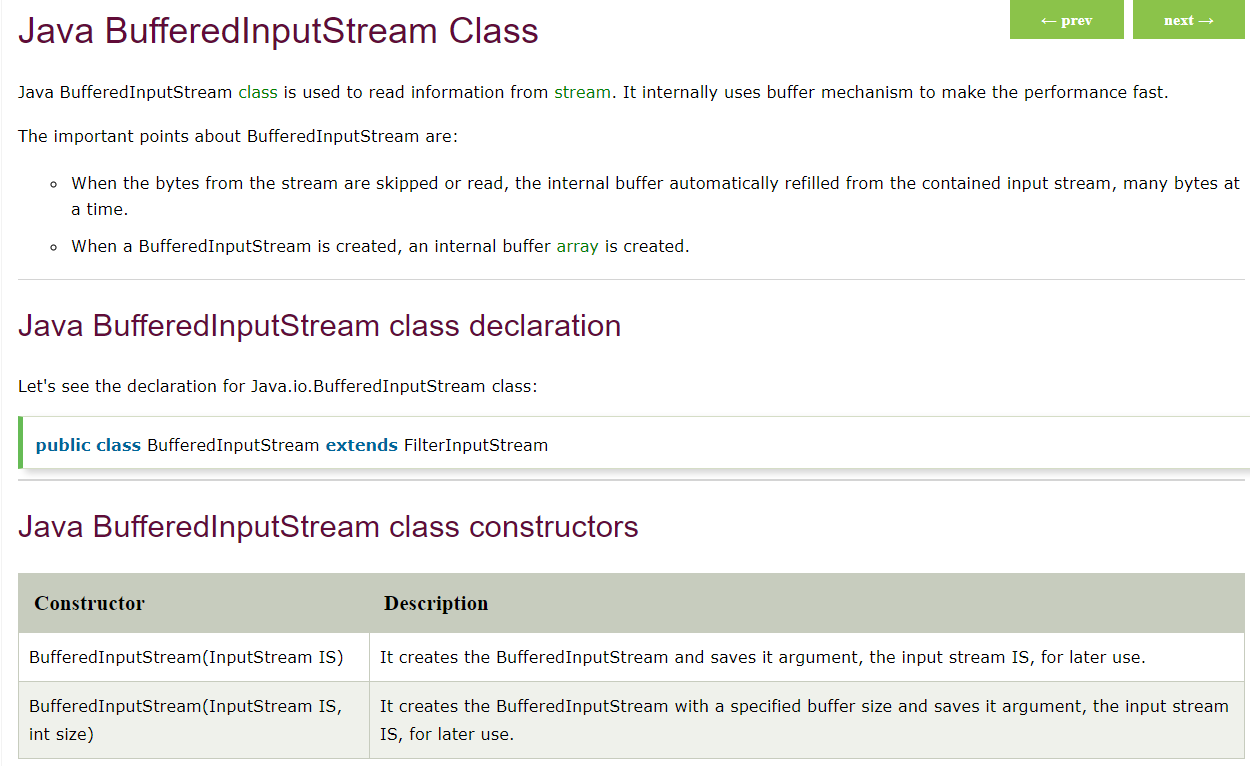 Java BufferedInputStream Class
← prev
next →
Java BufferedInputStream class is used to read information from stream. It internally uses buffer mechanism to make the performance fast.
The important points about BufferedInputStream are:
When the bytes from the stream are skipped or read, the internal buffer automatically refilled from the contained input stream, many bytes at
a time.
When a BufferedInputStream is created, an internal buffer array is created.
Java BufferedInputStream class declaration
Let's see the declaration for Java.io.BufferedInputStream class:
public class BufferedInputStream extends FilterInputStream
Java BufferedInputStream class constructors
Constructor
Description
BufferedInputStream(InputStream IS)
It creates the BufferedInputStream and saves it argument, the input stream IS, for later use.
BufferedInputStream(InputStream IS,
int size)
It creates the BufferedInputStream with a specified buffer size and saves it argument, the input stream
IS, for later use.